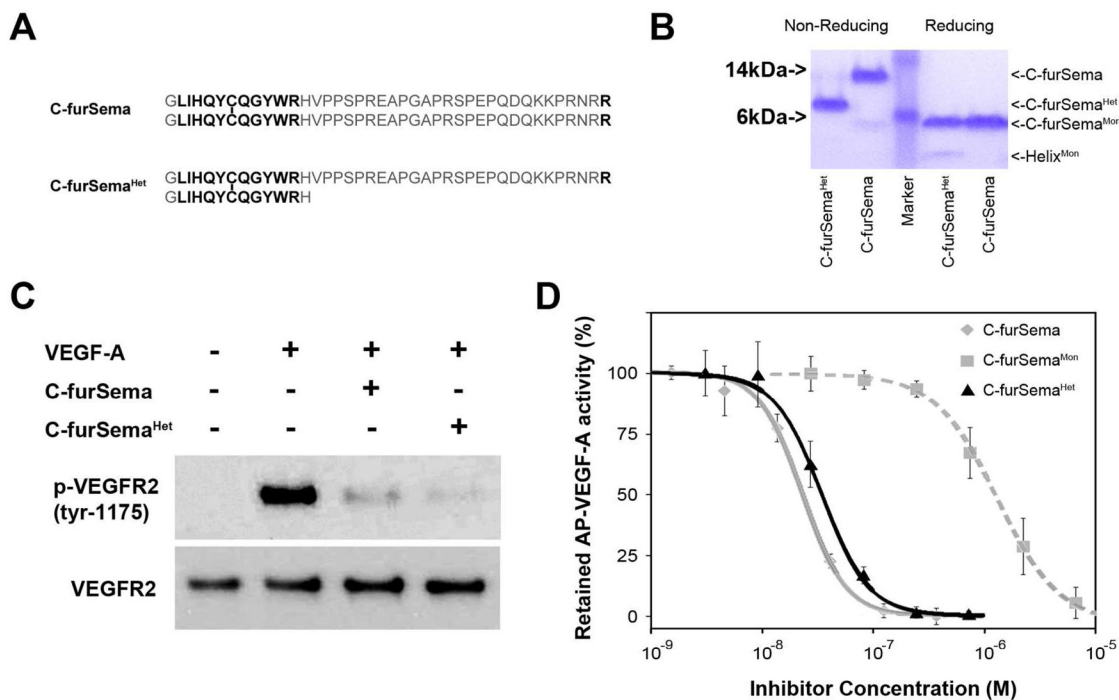 A
C-furSema
GLIHQYCQGYWRHVPPSPREAPGAPRSPEPQDQKKPRNRR
GLIHQYCQGYWRHVPPSPREAPGAPRSPEPQDQKKPRNRR
C-furSemaHet
GLIHQYCQGYWRHVPPSPREAPGAPRSPEPQDQKKPRNRR
GLIHQYCQGYWRH
B
Non-Reducing Reducing
14kDa->
6kDa->
<-C-furSema
<-C-furSemaHet
<-C-furSemaMon
<-HelixMon
C-furSemaHet
C-furSema
Marker
C-furSemaHet
C-furSema
C
VEGF-A - + + +
C-furSema - - + -
C-furSemaHet - - - +
p-VEGFR2
(tyr-1175)
VEGFR2
D
Retained AP-VEGF-A activity (%)
100
75
50
25
0
10-9 10-8 10-7 10-6 10-5
Inhibitor Concentration (M)
C-furSema
C-furSemaMon
C-furSemaHet